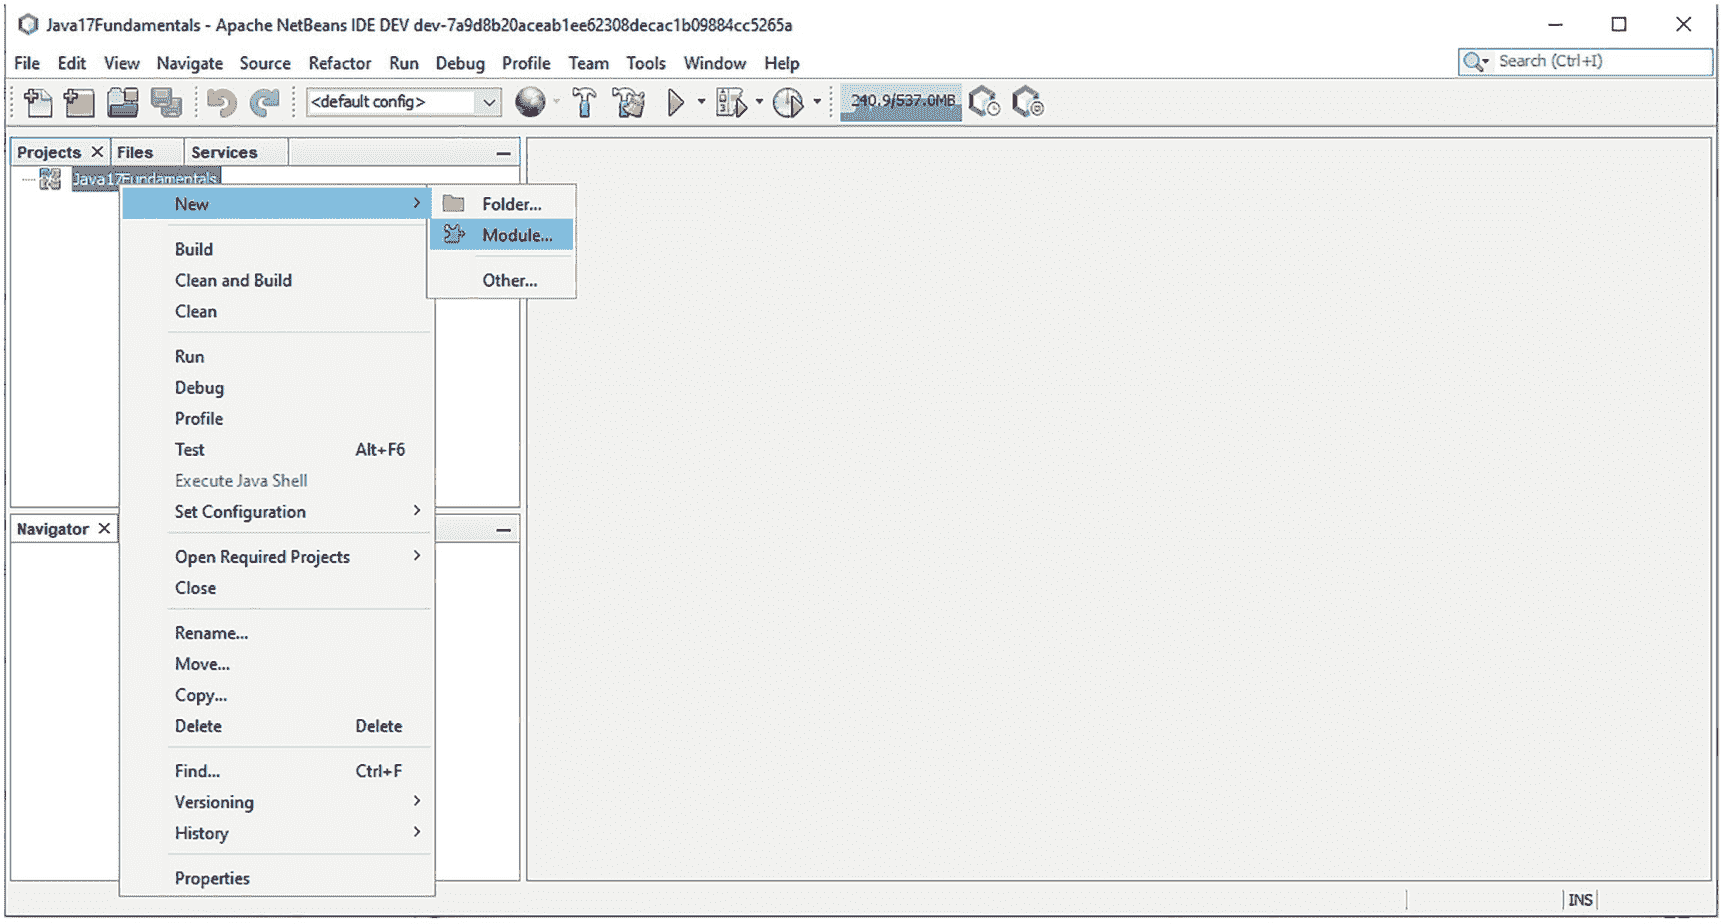 Java17Fundamentals - Apache NetBeans IDE DEV dev-7a9d8b20aceab1ee62308decac1b09884cc5265a
File Edit View Navigate Source Refactor Run Debug Profile Team Tools Window Help
Search (Ctrl+I)
<default config>
240.9/537.0MB
Projects Files Services
Java17Fundamentals
New
Folder...
Module...
Other...
Build
Clean and Build
Clean
Run
Debug
Profile
Test Alt+F6
Execute Java Shell
Set Configuration
Navigator
Open Required Projects
Close
Rename...
Move...
Copy...
Delete Delete
Find... Ctrl+F
Versioning
History
Properties
INS